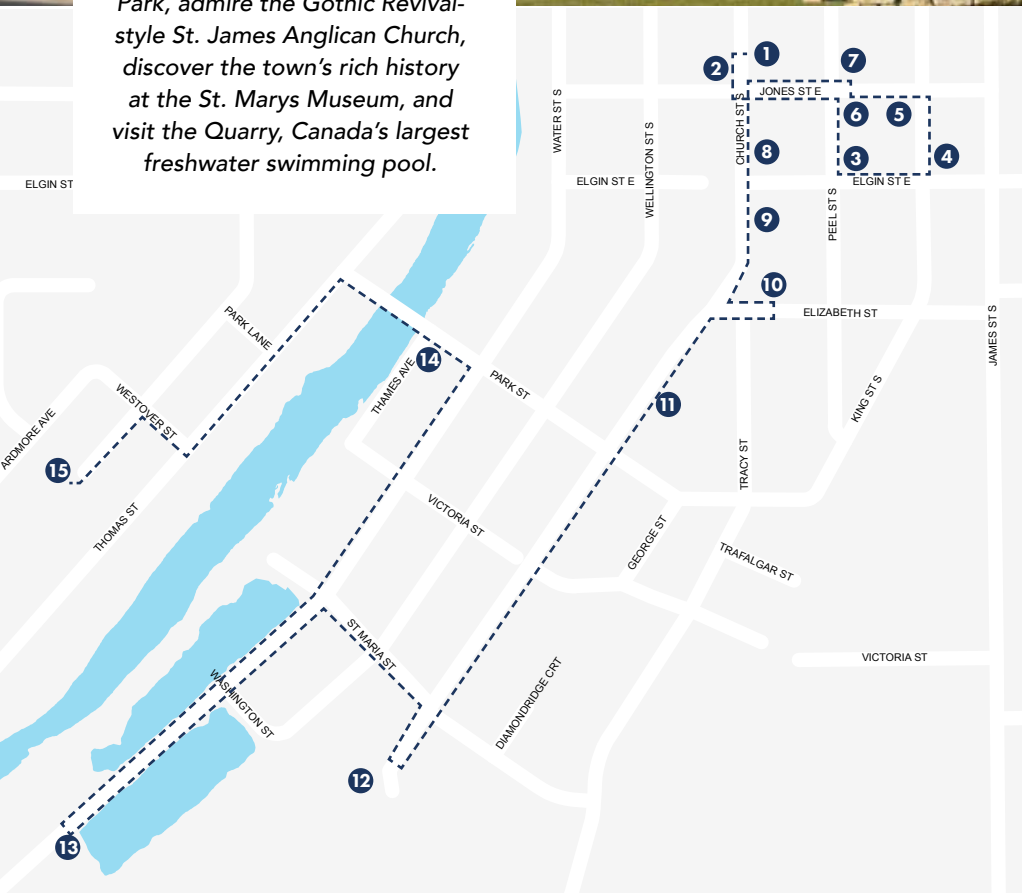 Park, admire the Gothic Revival-
style St. James Anglican Church,
discover the town's rich history
at the St. Marys Museum, and
visit the Quarry, Canada's largest
freshwater swimming pool.
1
2
7
JONES ST E
WATER ST S
WELLINGTON ST S
CHURCH ST S
6
5
8
3
4
ELGIN ST
ELGIN ST E
ELGIN ST E
PEEL ST S
9
10
ELIZABETH ST
JAMES ST S
PARK LANE
14
THAMES AVE
PARK ST
KING ST S
11
WESTOVER ST
ARDMORE AVE
15
TRACY ST
THOMAS ST
VICTORIA ST
GEORGE ST
TRAFALGAR ST
ST MARIA ST
VICTORIA ST
WASHINGTON ST
DIAMONDRIDGE CRT
12
13